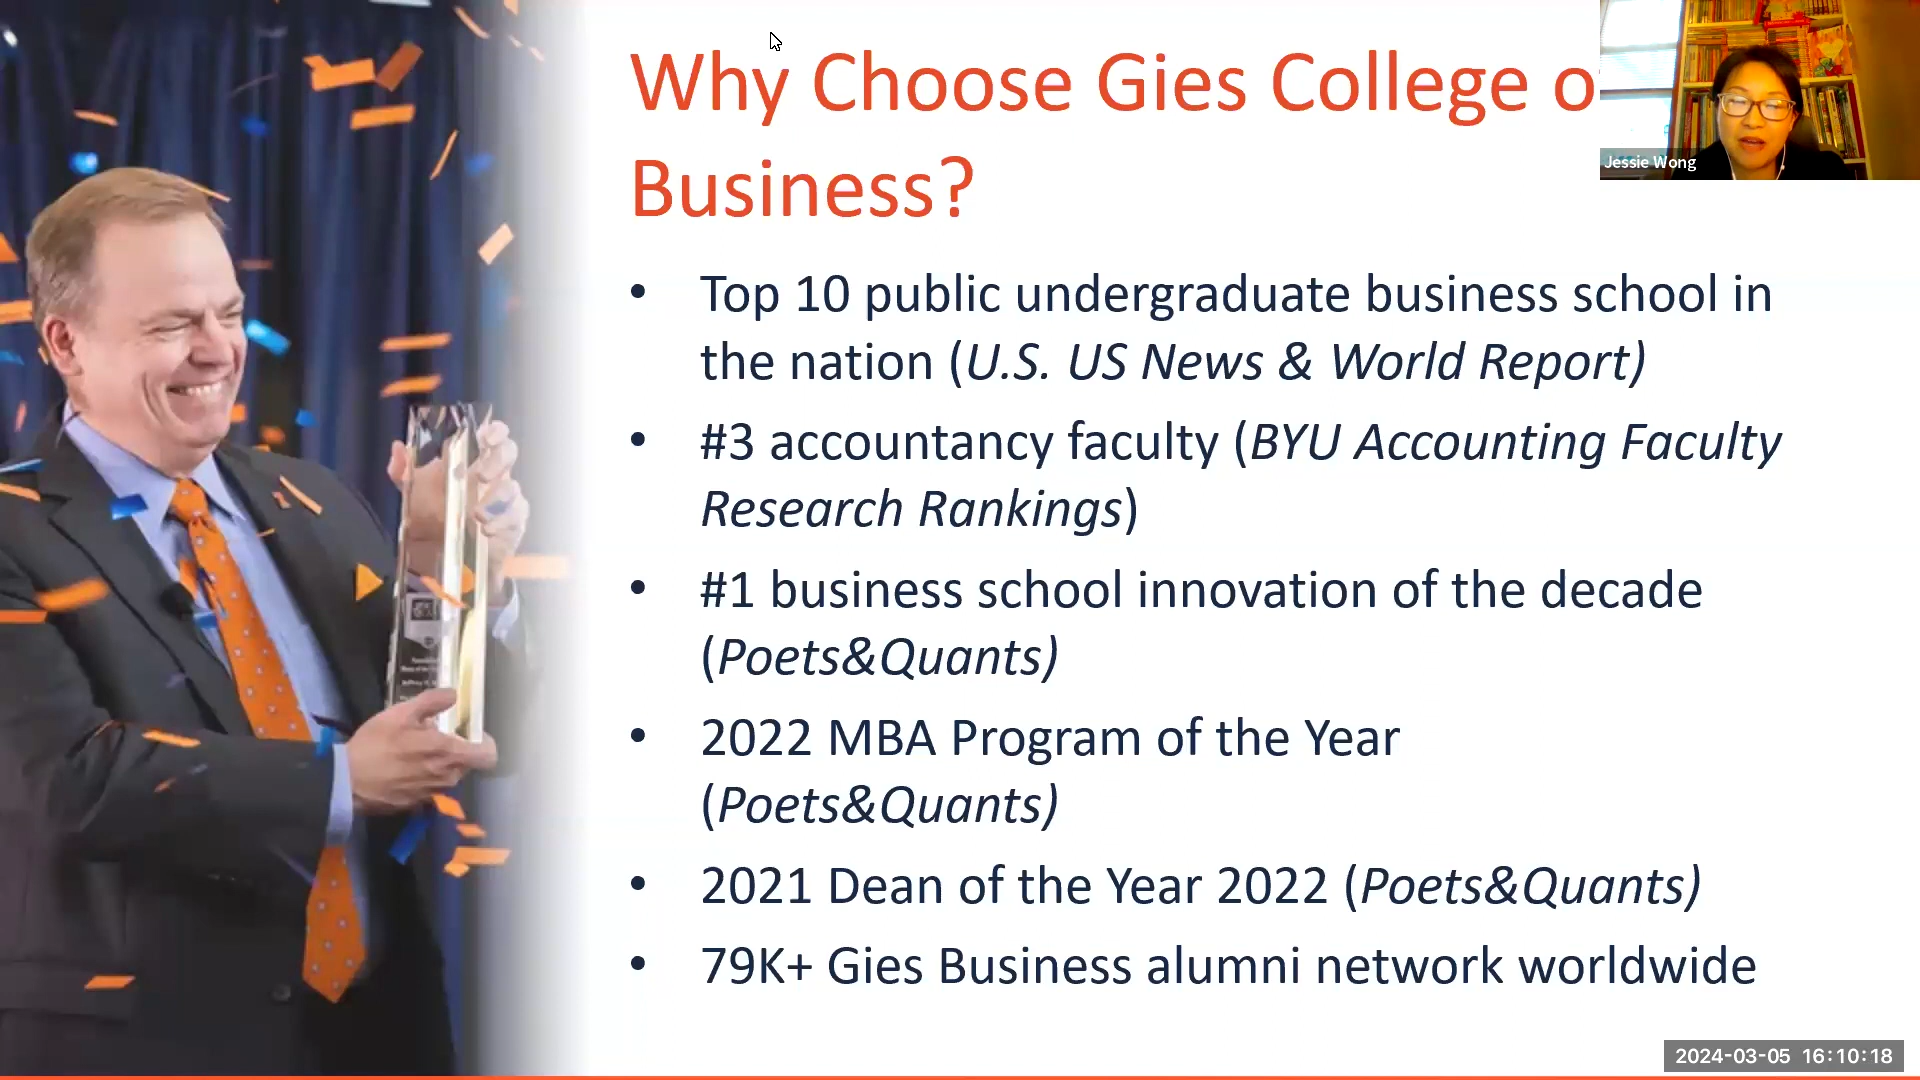 Why Choose Gies College o
Business?
Jessie Wong
• Top 10 public undergraduate business school in
the nation (U.S. US News & World Report)
• #3 accountancy faculty (BYU Accounting Faculty
Research Rankings)
• #1 business school innovation of the decade
(Poets&Quants)
• 2022 MBA Program of the Year
(Poets&Quants)
• 2021 Dean of the Year 2022 (Poets&Quants)
• 79K+ Gies Business alumni network worldwide
2024-03-05 16:10:18